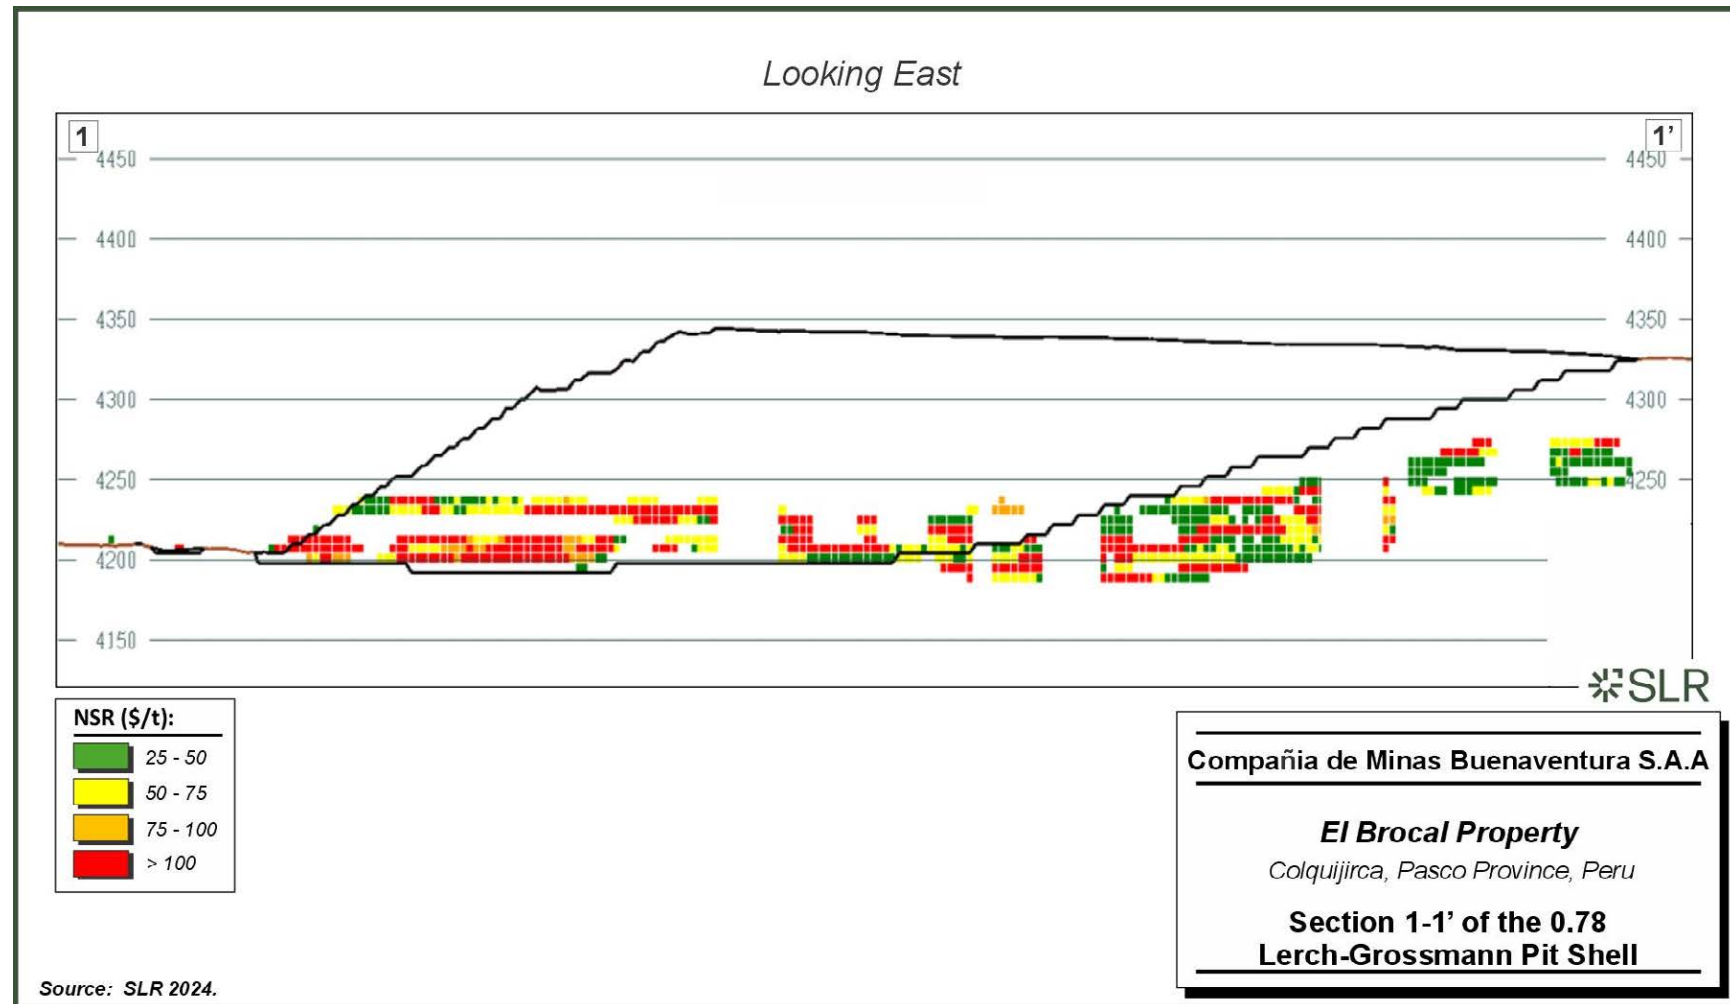 Looking East
1 1’
4450 4450
4400 4400
4350 4350
4300 4300
4250 4250
4200 4200
4150
SLR
NSR ($/t):
25 - 50
50 - 75
75 - 100
> 100
Compañia de Minas Buenaventura S.A.A
El Brocal Property
Colquijirca, Pasco Province, Peru
Section 1-1’ of the 0.78
Lerch-Grossmann Pit Shell
Source: SLR 2024.